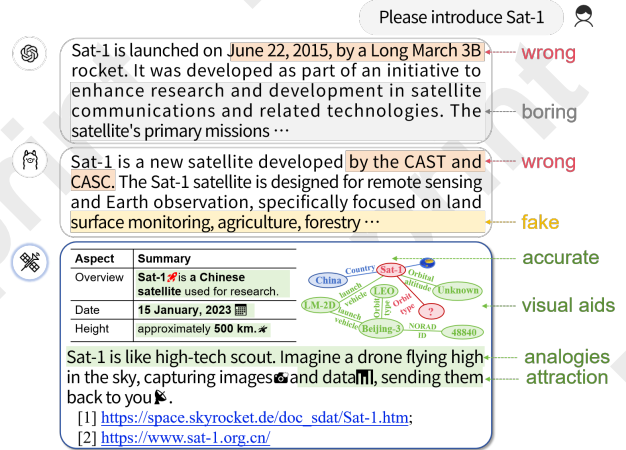 Please introduce Sat-1
Sat-1 is launched on June 22, 2015, by a Long March 3B
rocket. It was developed as part of an initiative to
enhance research and development in satellite
communications and related technologies. The
satellite's primary missions ⋯
wrong
boring
Sat-1 is a new satellite developed by the CAST and
CASC. The Sat-1 satellite is designed for remote sensing
and Earth observation, specifically focused on land
surface monitoring, agriculture, forestry ⋯
wrong
fake
Aspect Summary
Overview Sat-1 is a Chinese
satellite used for research.
Date 15 January, 2023
Height approximately 500 km.
China
Country
Sat-1
Orbital
altitude
Unknown
LM-2D
launch
vehicle
LEO
Orbit
type
Orbit
type
?
launch
vehicle
Beijing-3
NORAD
ID
48840
accurate
visual aids
Sat-1 is like high-tech scout. Imagine a drone flying high
in the sky, capturing images and data, sending them
back to you.
analogies
attraction
[1] https://space.skyrocket.de/doc_sdat/Sat-1.htm;
[2] https://www.sat-1.org.cn/
print